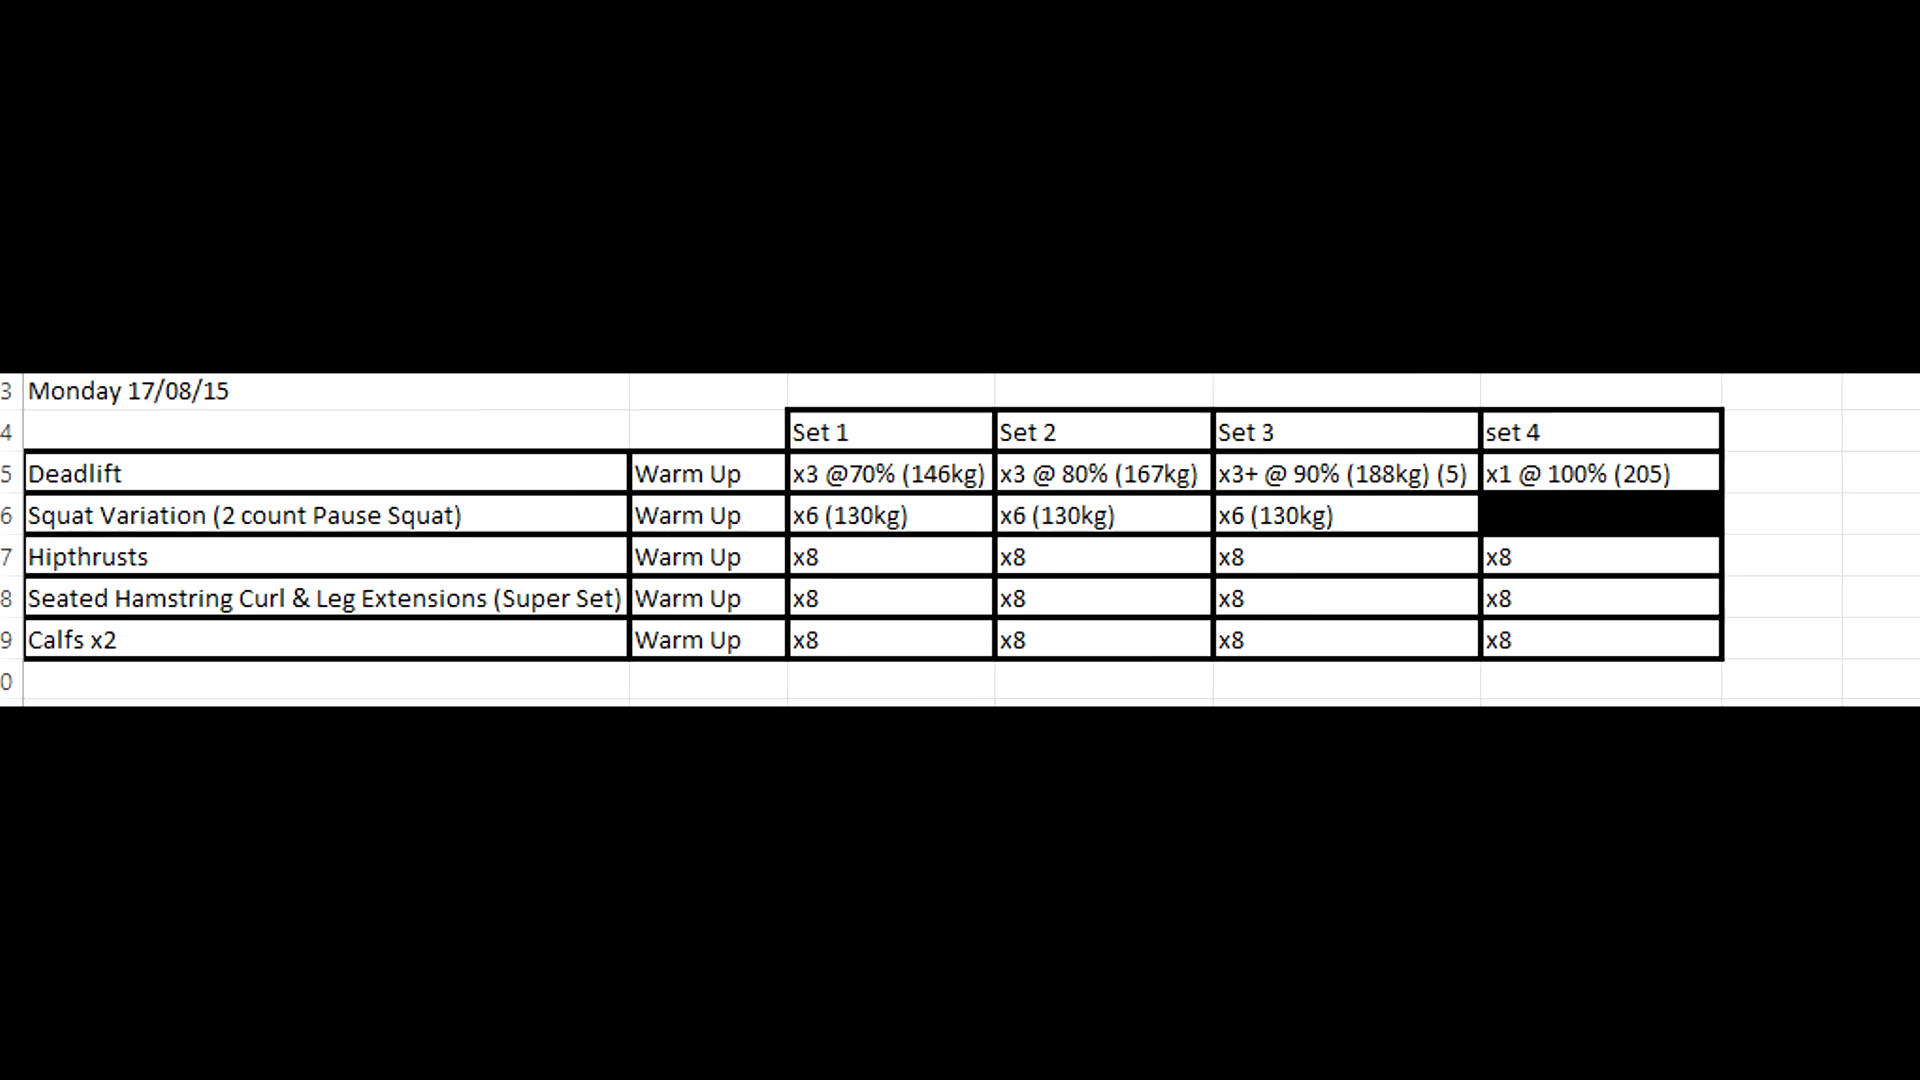 3 Monday 17/08/15
4 Set 1 Set 2 Set 3 set 4
5 Deadlift Warm Up x3 @70% (146kg) x3 @ 80% (167kg) x3+ @ 90% (188kg) (5) x1 @ 100% (205)
6 Squat Variation (2 count Pause Squat) Warm Up x6 (130kg) x6 (130kg) x6 (130kg)
7 Hipthrusts Warm Up x8 x8 x8 x8
8 Seated Hamstring Curl & Leg Extensions (Super Set) Warm Up x8 x8 x8 x8
9 Calfs x2 Warm Up x8 x8 x8 x8
0